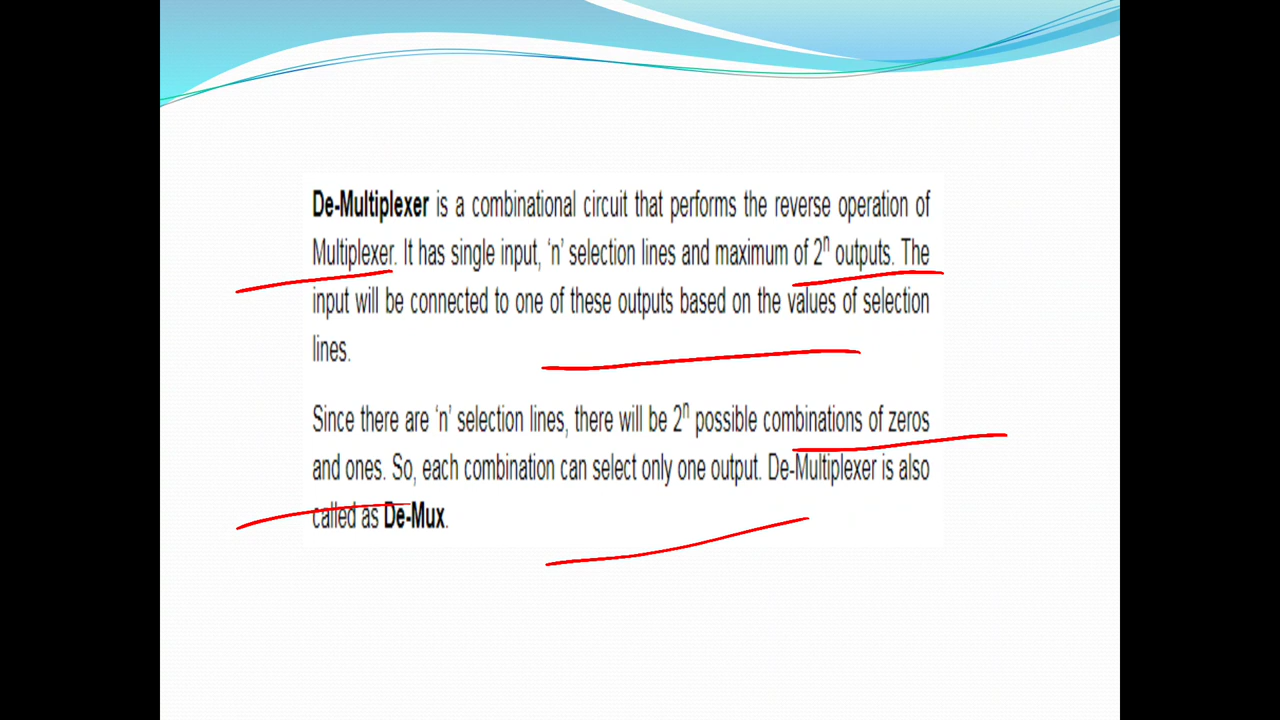 De-Multiplexer is a combinational circuit that performs the reverse operation of
Multiplexer. It has single input, ‘n’ selection lines and maximum of 2ⁿ outputs. The
input will be connected to one of these outputs based on the values of selection
lines.
Since there are ‘n’ selection lines, there will be 2ⁿ possible combinations of zeros
and ones. So, each combination can select only one output. De-Multiplexer is also
called as De-Mux.